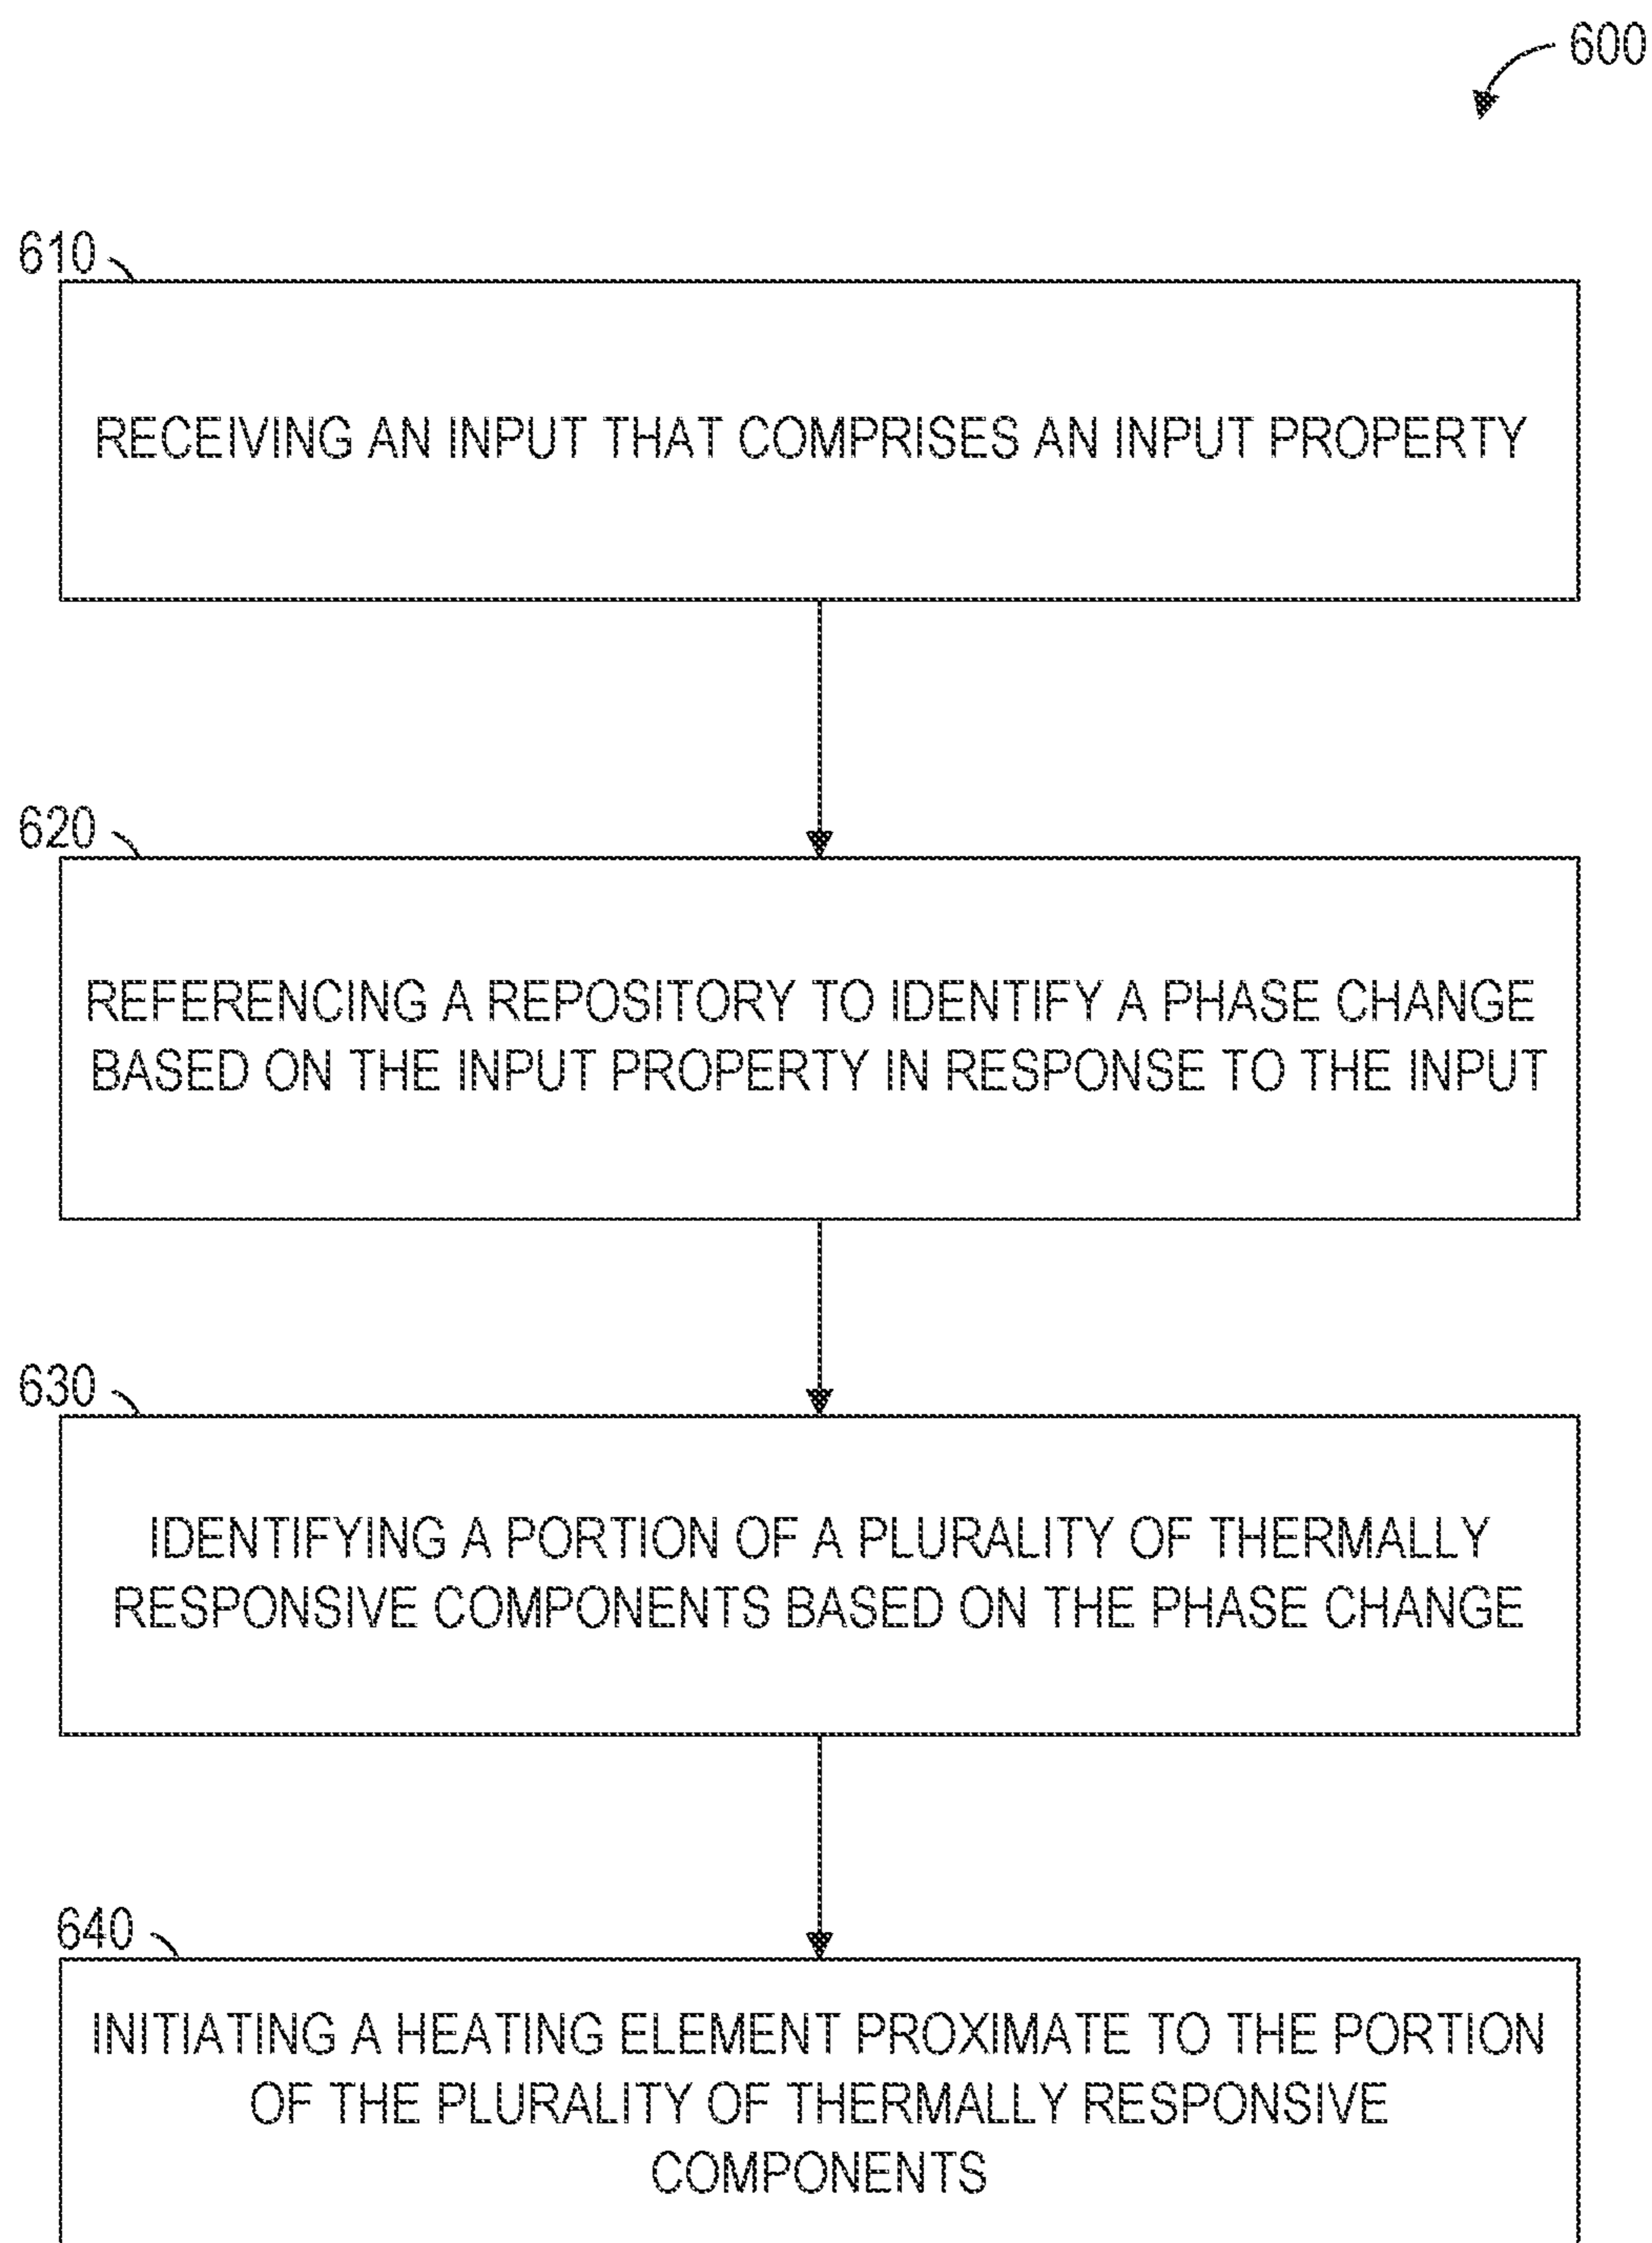 600
610
RECEIVING AN INPUT THAT COMPRISES AN INPUT PROPERTY
620
REFERENCING A REPOSITORY TO IDENTIFY A PHASE CHANGE
BASED ON THE INPUT PROPERTY IN RESPONSE TO THE INPUT
630
IDENTIFYING A PORTION OF A PLURALITY OF THERMALLY
RESPONSIVE COMPONENTS BASED ON THE PHASE CHANGE
640
INITIATING A HEATING ELEMENT PROXIMATE TO THE PORTION
OF THE PLURALITY OF THERMALLY RESPONSIVE
COMPONENTS